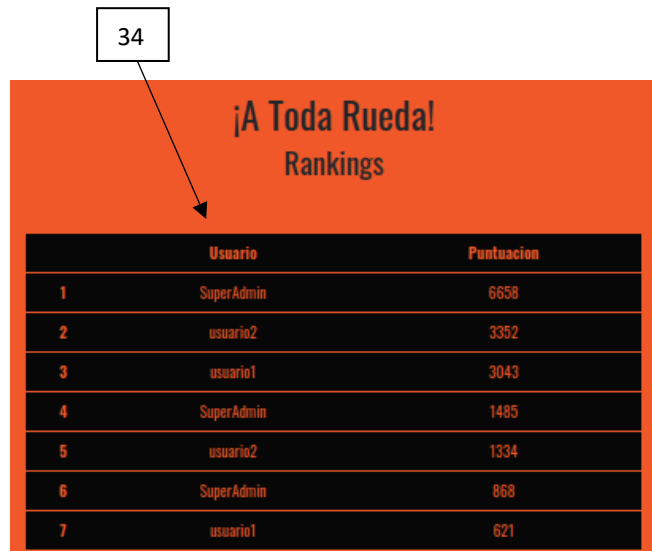 34
¡A Toda Rueda!
Rankings
Usuario Puntuacion
1 SuperAdmin 6658
2 usuario2 3352
3 usuario1 3043
4 SuperAdmin 1485
5 usuario2 1334
6 SuperAdmin 868
7 usuario1 621